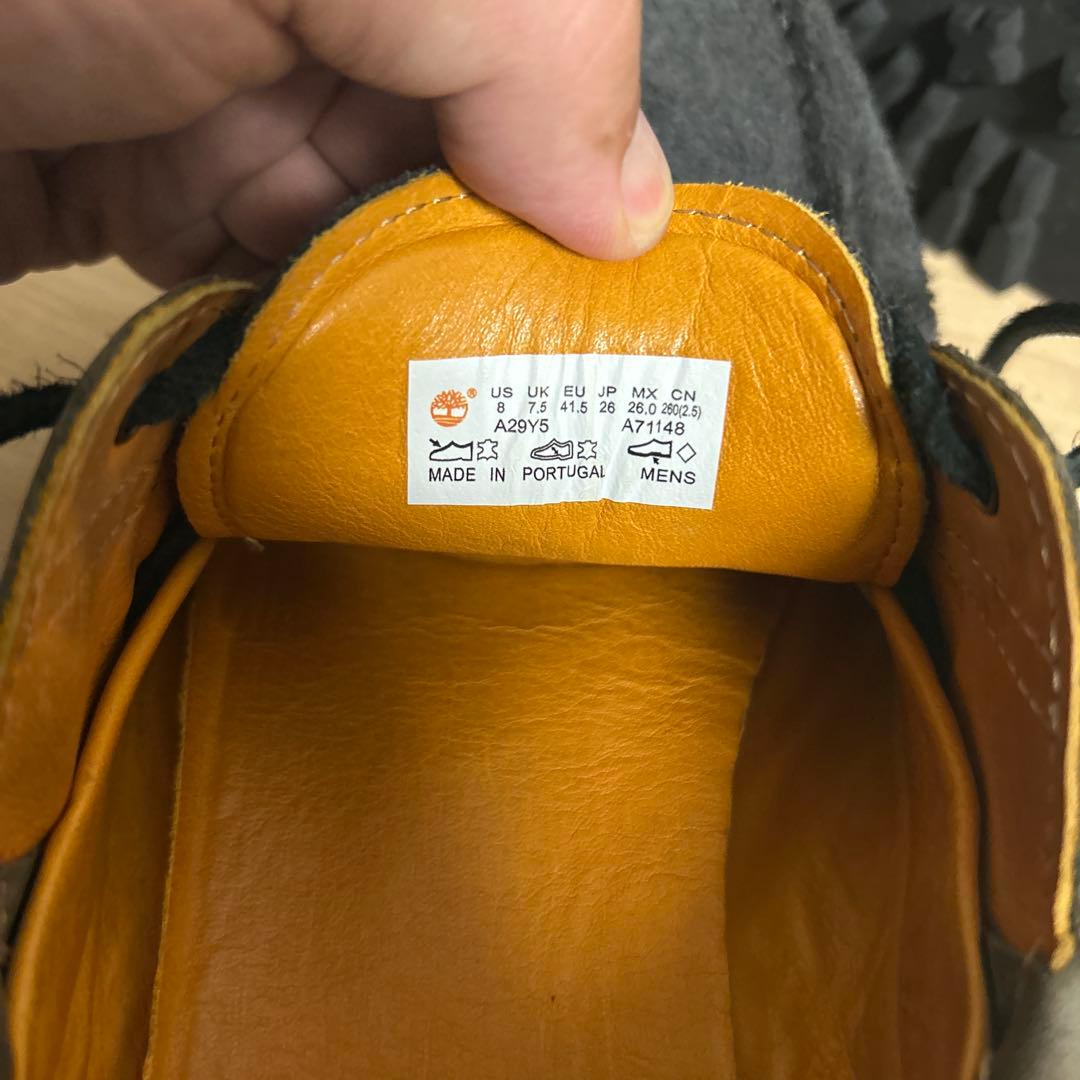 ®
US UK EU JP MX CN
8 7.5 41.5 26 26.0 260(2.5)
A29Y5 A71148
MADE IN PORTUGAL MENS